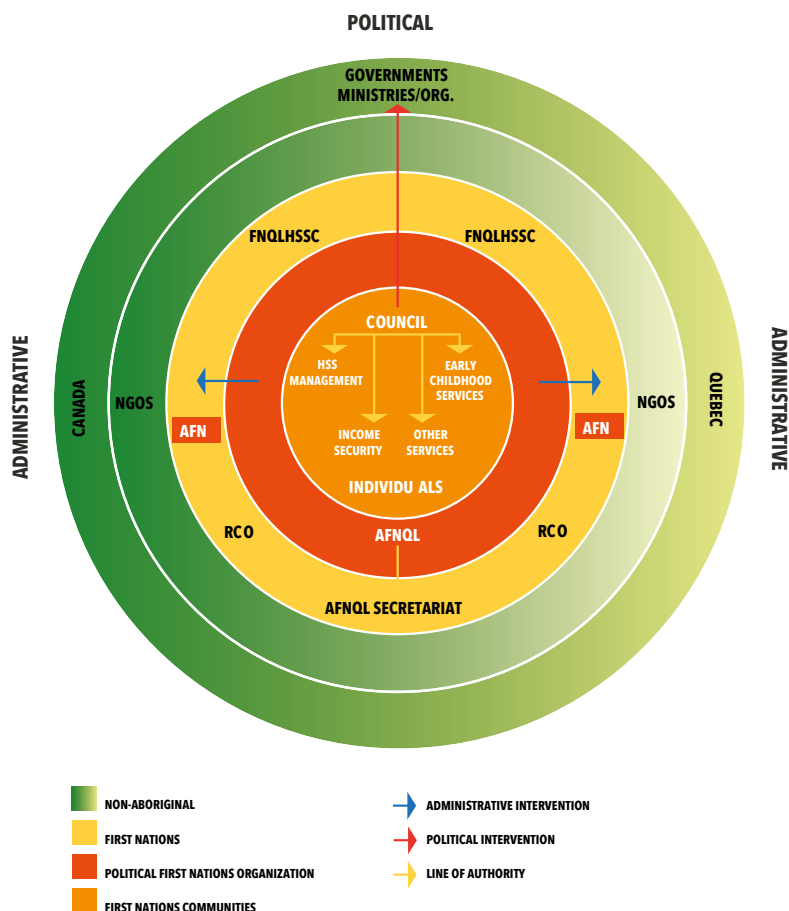 POLITICAL
GOVERNMENTS
MINISTRIES/ORG.
FNQLHSSC
FNQLHSSC
COUNCIL
HSS
MANAGEMENT
EARLY
CHILDHOOD
SERVICES
ADMINISTRATIVE
CANADA
NGOS
AFN
INCOME
SECURITY
OTHER
SERVICES
AFN
NGOS
QUEBEC
ADMINISTRATIVE
INDIVIDU ALS
RCO
AFNQL
RCO
AFNQL SECRETARIAT
NON-ABORIGINAL
FIRST NATIONS
POLITICAL FIRST NATIONS ORGANIZATION
FIRST NATIONS COMMUNITIES
ADMINISTRATIVE INTERVENTION
POLITICAL INTERVENTION
LINE OF AUTHORITY